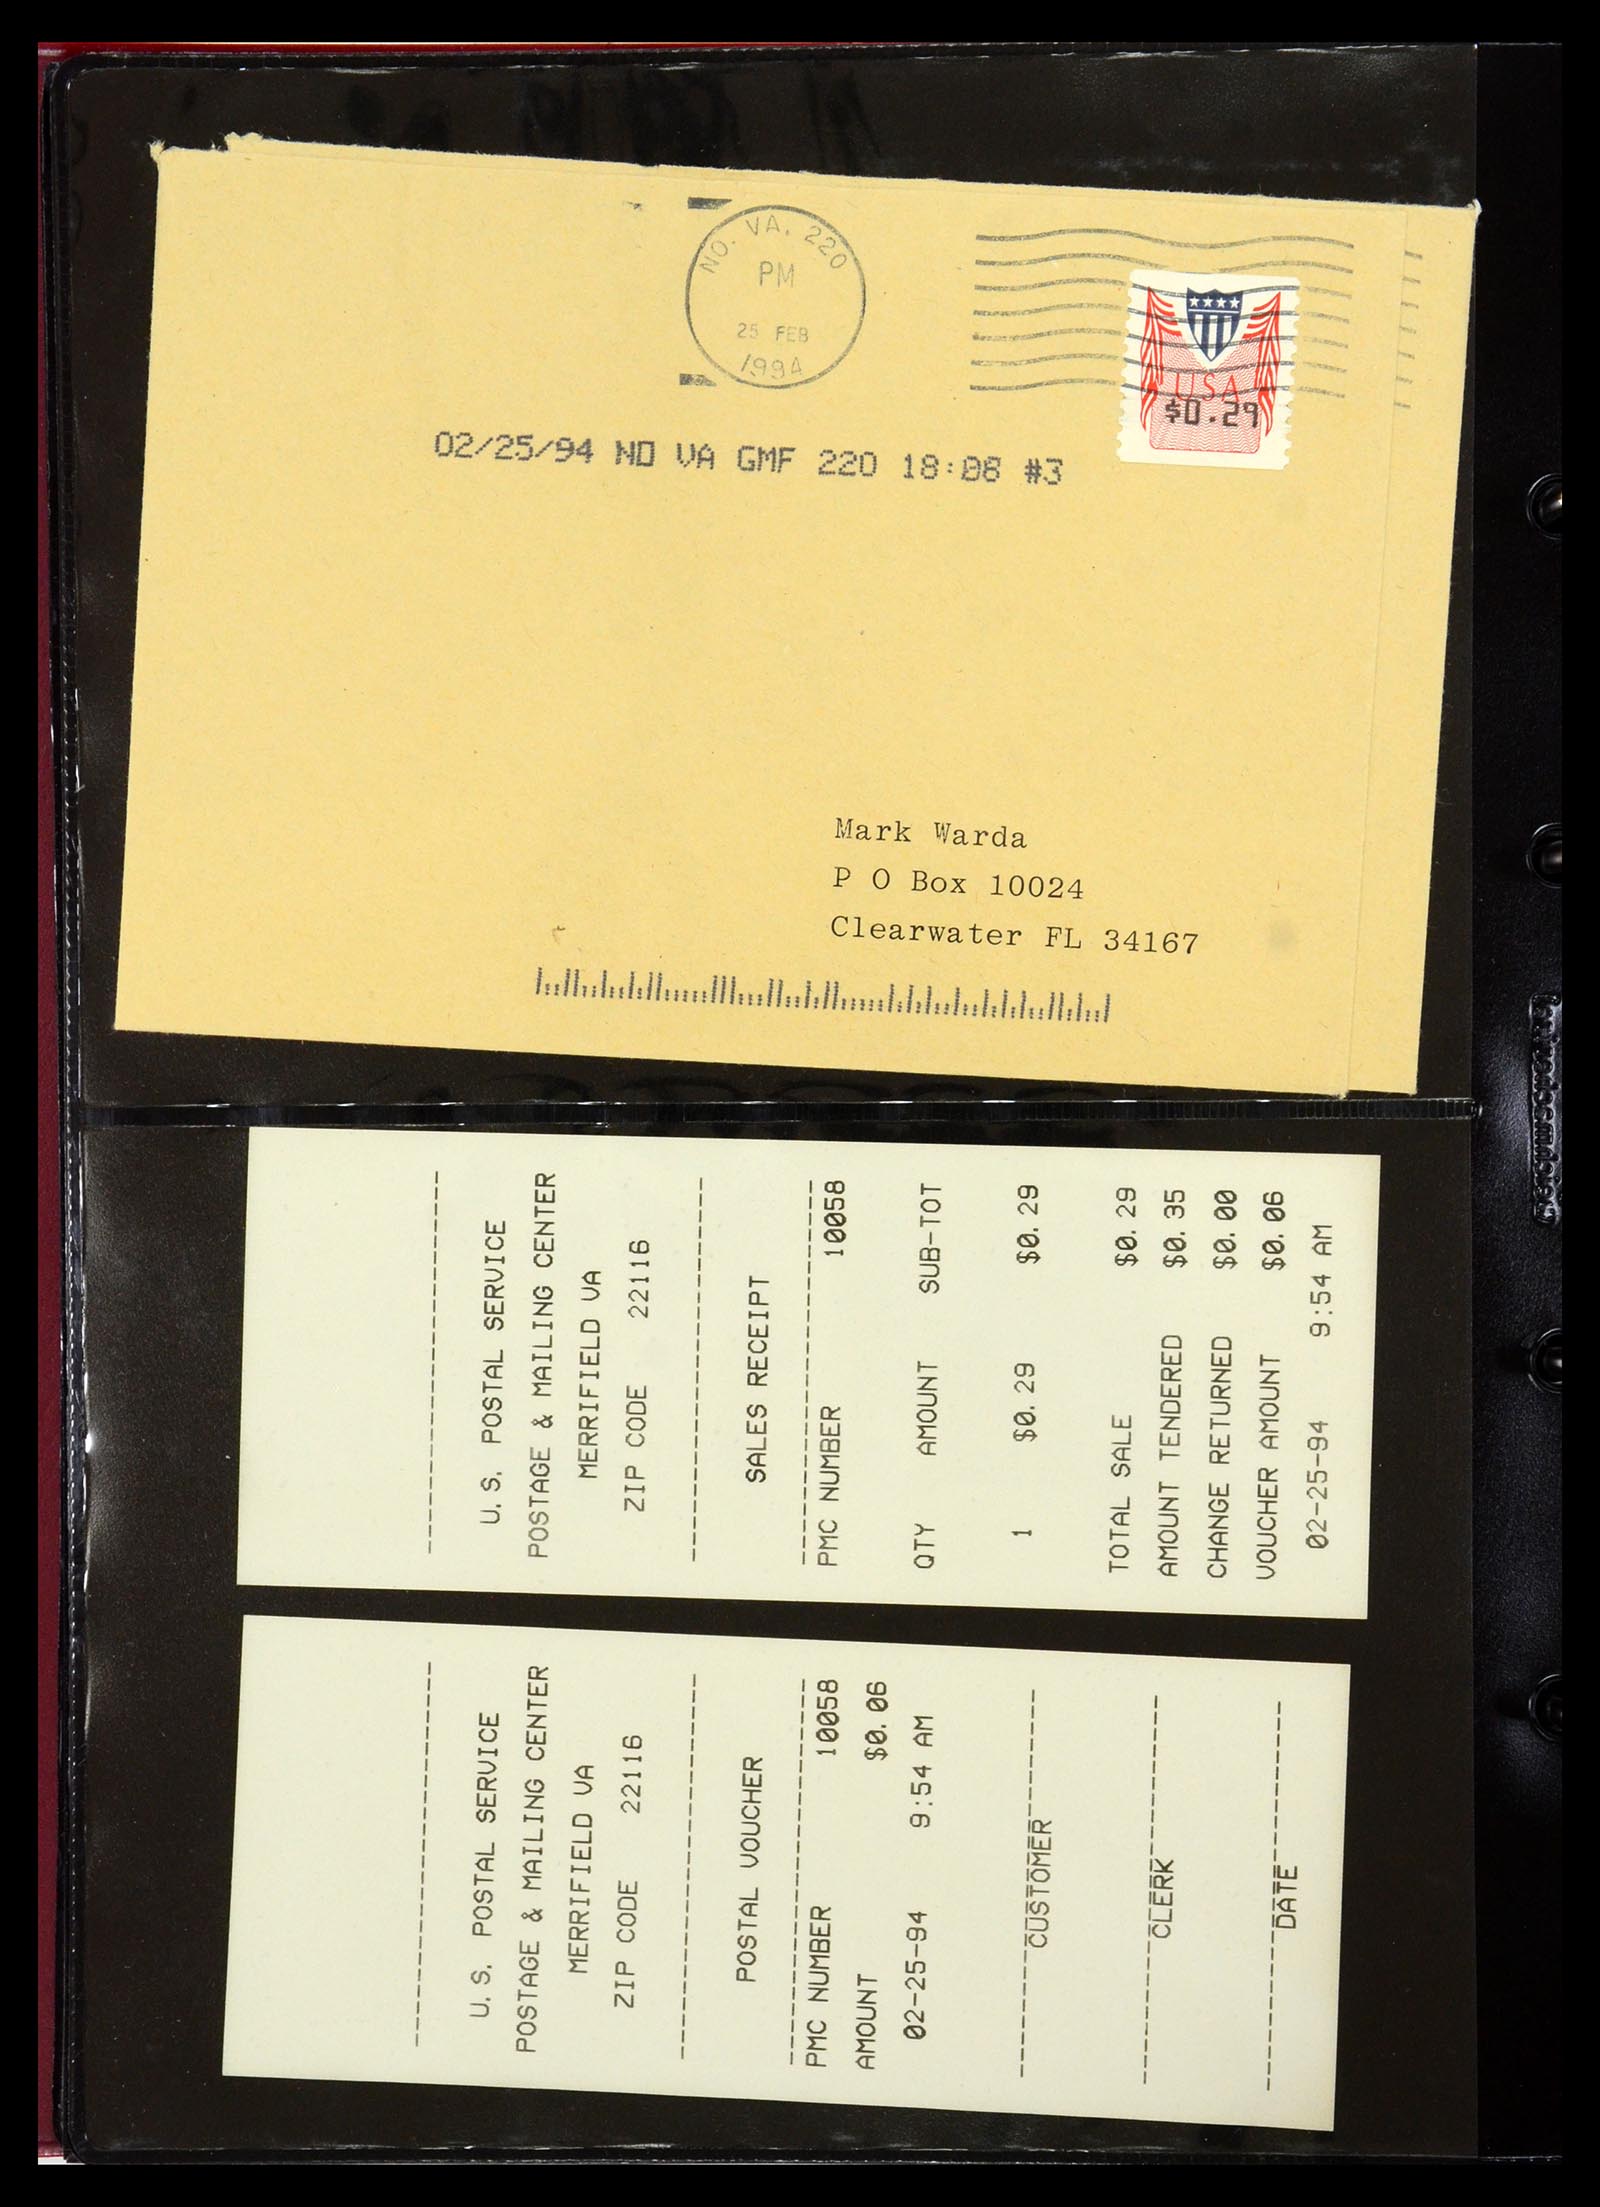 NO. VA. 220
PM
25 FEB
1994
USA
$0.29
02/25/94 NO VA GMF 220 18:08 #3
Mark Warda
P O Box 10024
Clearwater FL 34167
U.S. POSTAL SERVICE
POSTAGE & MAILING CENTER
MERRIFIELD VA
ZIP CODE 22116
SALES RECEIPT
PMC NUMBER 10058
QTY AMOUNT SUB-TOT
1 $0.29 $0.29
TOTAL SALE $0.29
AMOUNT TENDERED $0.35
CHANGE RETURNED $0.00
VOUCHER AMOUNT $0.06
02-25-94 9:54 AM
U.S. POSTAL SERVICE
POSTAGE & MAILING CENTER
MERRIFIELD VA
ZIP CODE 22116
POSTAL VOUCHER
PMC NUMBER 10058
AMOUNT $0.06
02-25-94 9:54 AM
CUSTOMER
CLERK
DATE